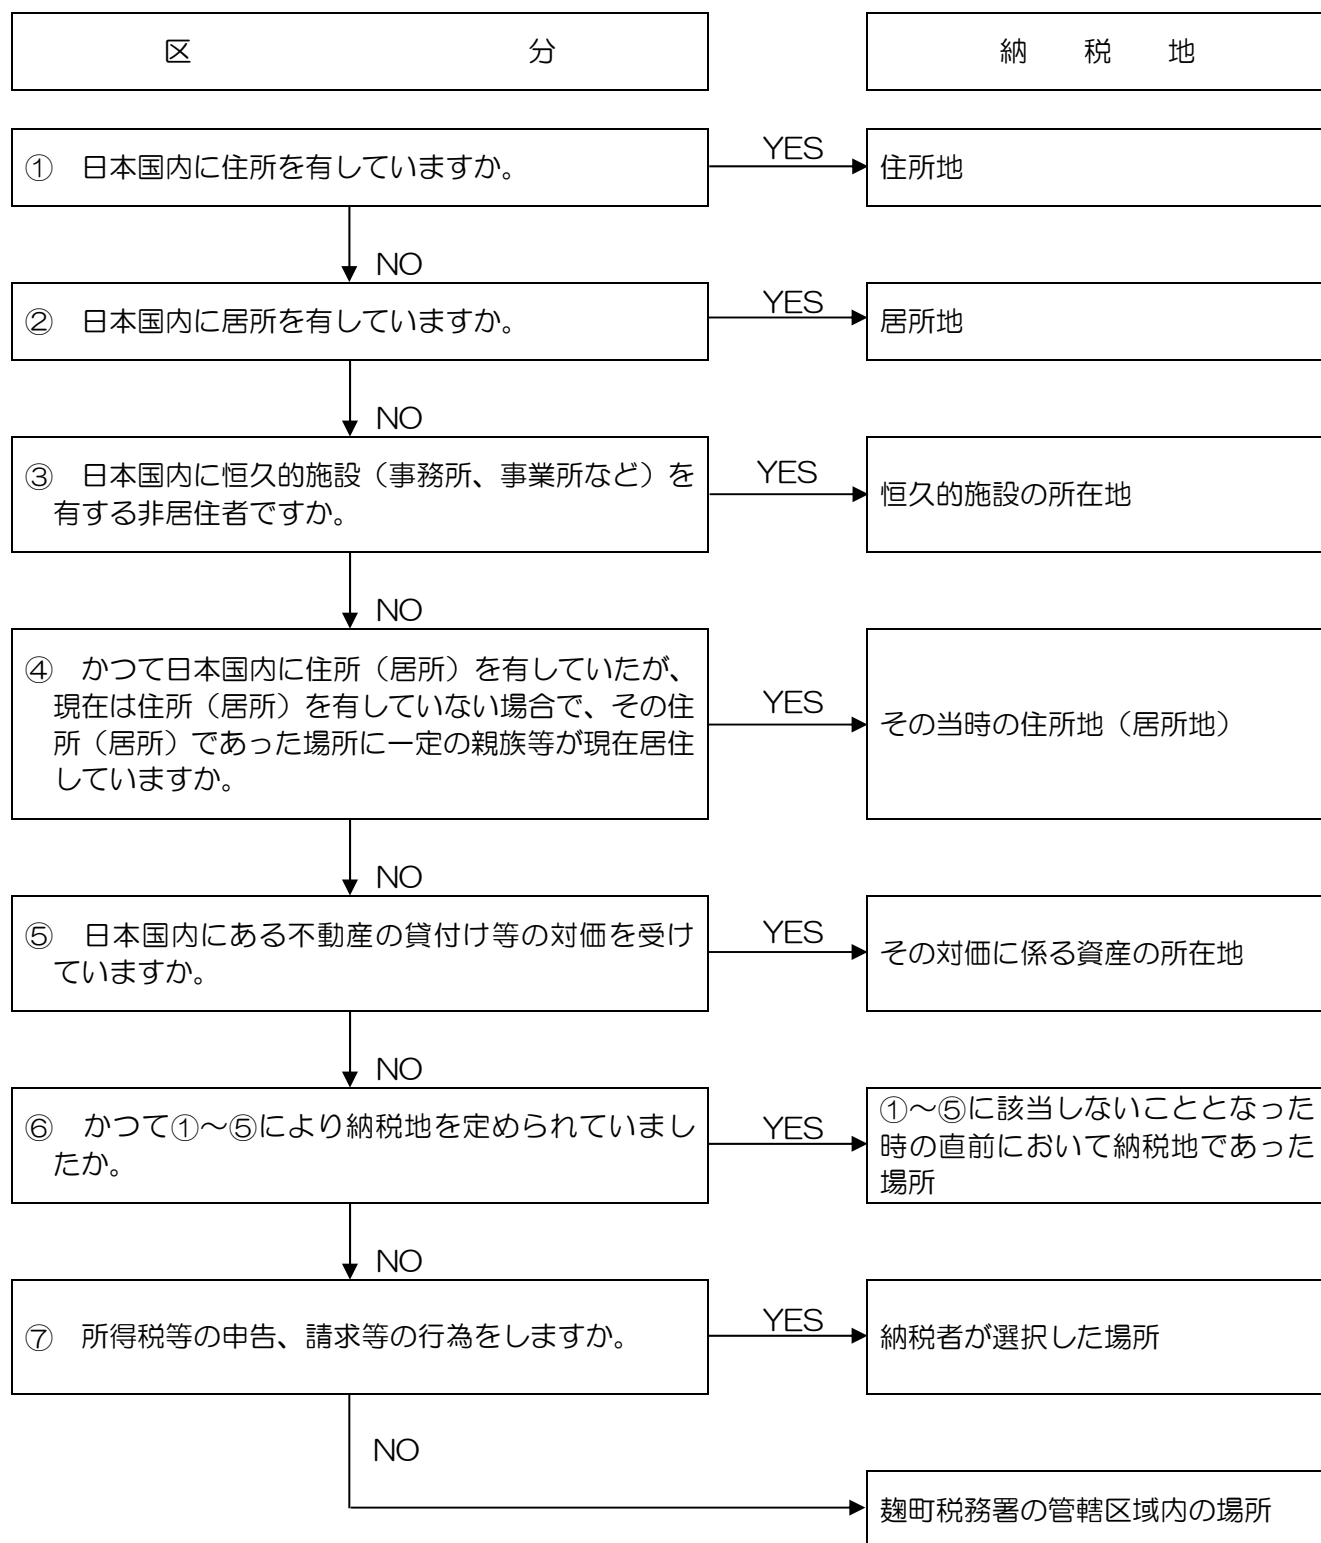 区　分
納　税　地
①　日本国内に住所を有していますか。
YES
住所地
NO
②　日本国内に居所を有していますか。
YES
居所地
NO
③　日本国内に恒久的施設（事務所、事業所など）を
有する非居住者ですか。
YES
恒久的施設の所在地
NO
④　かつて日本国内に住所（居所）を有していたが、
現在は住所（居所）を有していない場合で、その住
所（居所）であった場所に一定の親族等が現在居住
していますか。
YES
その当時の住所地（居所地）
NO
⑤　日本国内にある不動産の貸付け等の対価を受け
ていますか。
YES
その対価に係る資産の所在地
NO
⑥　かつて①～⑤により納税地を定められていまし
たか。
YES
①～⑤に該当しないこととなった
時の直前において納税地であった
場所
NO
⑦　所得税等の申告、請求等の行為をしますか。
YES
納税者が選択した場所
NO
麹町税務署の管轄区域内の場所